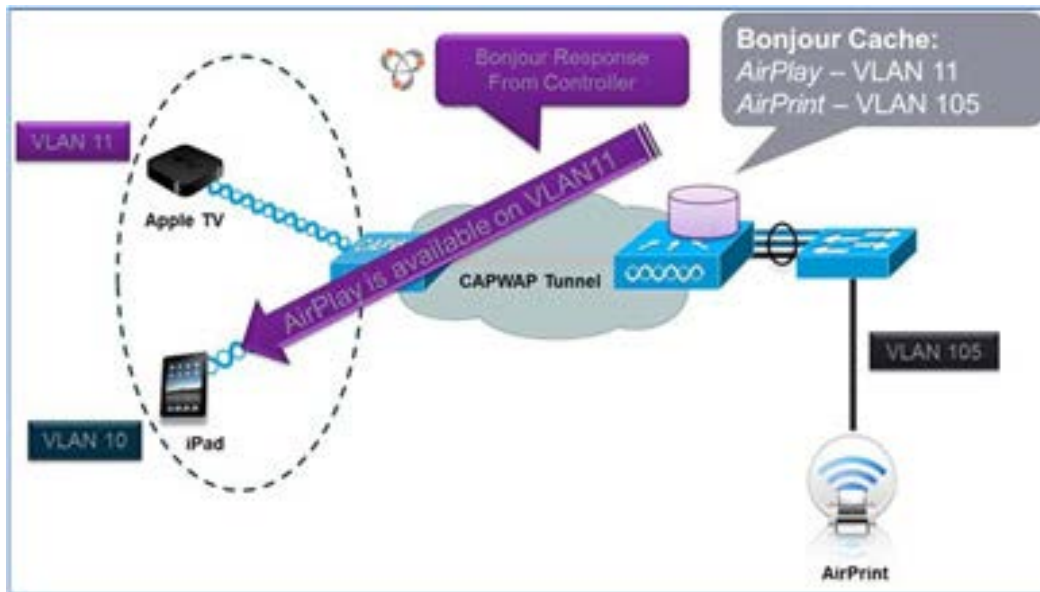 Bonjour Response
From Controller
Bonjour Cache:
AirPlay – VLAN 11
AirPrint – VLAN 105
VLAN 11
Apple TV
AirPlay is available on VLAN11
CAPWAP Tunnel
VLAN 105
VLAN 10
iPad
AirPrint